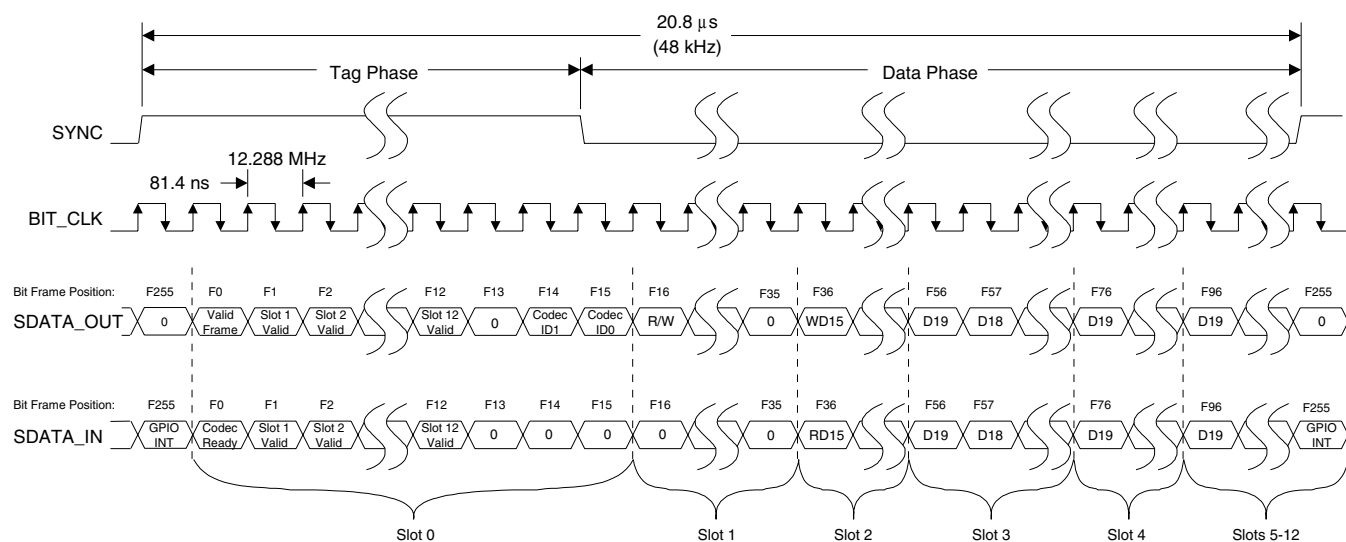 20.8 µs
(48 kHz)
Tag Phase
Data Phase
SYNC
12.288 MHz
81.4 ns
BIT_CLK
Bit Frame Position: F255 F0 F1 F2 F12 F13 F14 F15 F16 F35 F36 F56 F57 F76 F96 F255
SDATA_OUT 0 Valid Frame Slot 1 Valid Slot 2 Valid Slot 12 Valid 0 Codec ID1 Codec ID0 R/W 0 WD15 D19 D18 D19 D19 0
Bit Frame Position: F255 F0 F1 F2 F12 F13 F14 F15 F16 F35 F36 F56 F57 F76 F96 F255
SDATA_IN GPIO INT Codec Ready Slot 1 Valid Slot 2 Valid Slot 12 Valid 0 0 0 0 0 RD15 D19 D18 D19 D19 GPIO INT
Slot 0 Slot 1 Slot 2 Slot 3 Slot 4 Slots 5-12